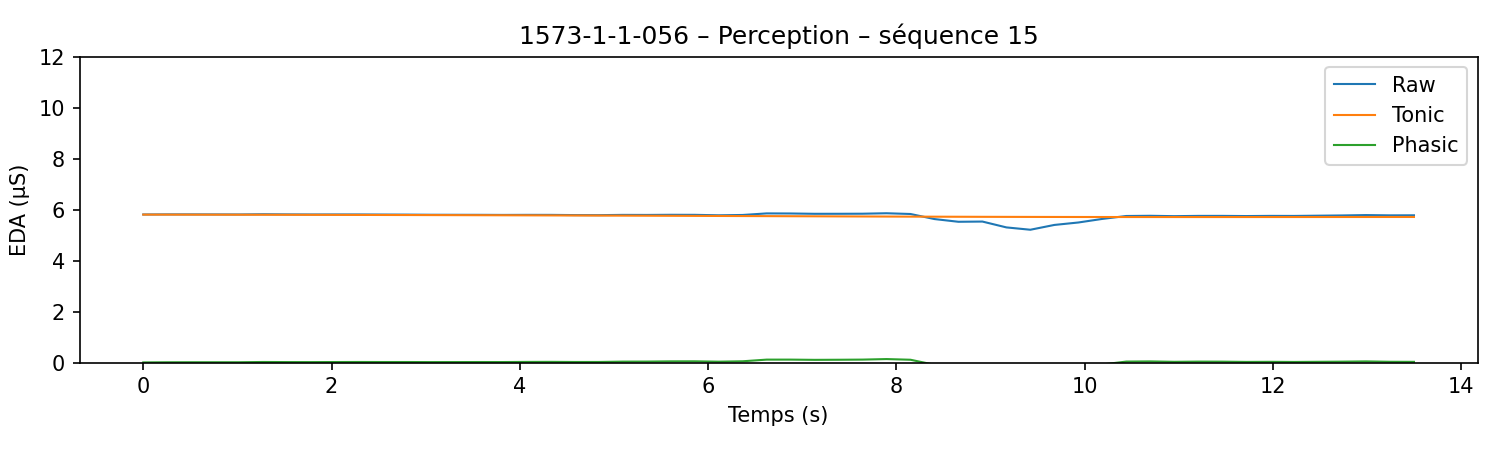 1573-1-1-056 – Perception – séquence 15
EDA (µS)
12
10
8
6
4
2
0
Raw
Tonic
Phasic
0 2 4 6 8 10 12 14
Temps (s)